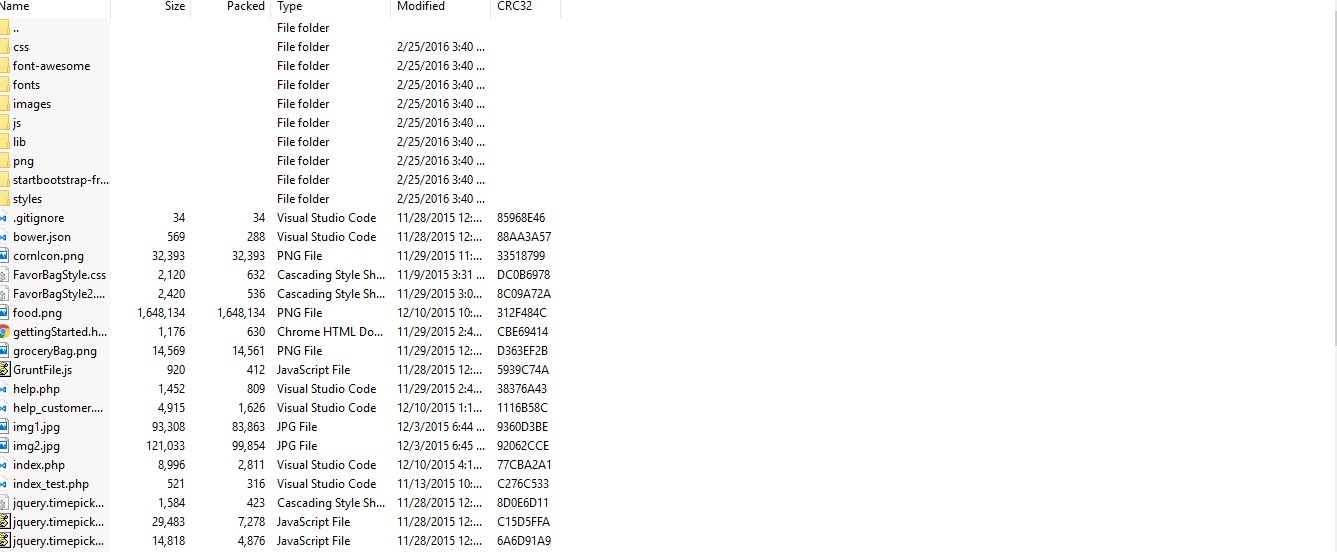 Name Size Packed Type Modified CRC32
.. File folder
css File folder 2/25/2016 3:40 ...
font-awesome File folder 2/25/2016 3:40 ...
fonts File folder 2/25/2016 3:40 ...
images File folder 2/25/2016 3:40 ...
js File folder 2/25/2016 3:40 ...
lib File folder 2/25/2016 3:40 ...
png File folder 2/25/2016 3:40 ...
startbootstrap-fr... File folder 2/25/2016 3:40 ...
styles File folder 2/25/2016 3:40 ...
.gitignore 34 34 Visual Studio Code 11/28/2015 12:... 85968E46
bower.json 569 288 Visual Studio Code 11/28/2015 12:... 88AA3A57
cornIcon.png 32,393 32,393 PNG File 11/29/2015 11:... 33518799
FavorBagStyle.css 2,120 632 Cascading Style Sh... 11/9/2015 3:31 ... DC0B6978
FavorBagStyle2.... 2,420 536 Cascading Style Sh... 11/29/2015 3:0... 8C09A72A
food.png 1,648,134 1,648,134 PNG File 12/10/2015 10:... 312F484C
gettingStarted.h... 1,176 630 Chrome HTML Do... 11/29/2015 2:4... CBE69414
groceryBag.png 14,569 14,561 PNG File 11/29/2015 12:... D363EF2B
GruntFile.js 920 412 JavaScript File 11/28/2015 12:... 5939C74A
help.php 1,452 809 Visual Studio Code 11/29/2015 2:4... 38376A43
help_customer.... 4,915 1,626 Visual Studio Code 12/10/2015 1:1... 1116B58C
img1.jpg 93,308 83,863 JPG File 12/3/2015 6:44 ... 9360D3BE
img2.jpg 121,033 99,854 JPG File 12/3/2015 6:45 ... 92062CCE
index.php 8,996 2,811 Visual Studio Code 12/10/2015 4:1... 77CBA2A1
index_test.php 521 316 Visual Studio Code 11/13/2015 10:... C276C533
jquery.timepick... 1,584 423 Cascading Style Sh... 11/28/2015 12:... 8D0E6D11
jquery.timepick... 29,483 7,278 JavaScript File 11/28/2015 12:... C15D5FFA
jquery.timepick... 14,818 4,876 JavaScript File 11/28/2015 12:... 6A6D91A9